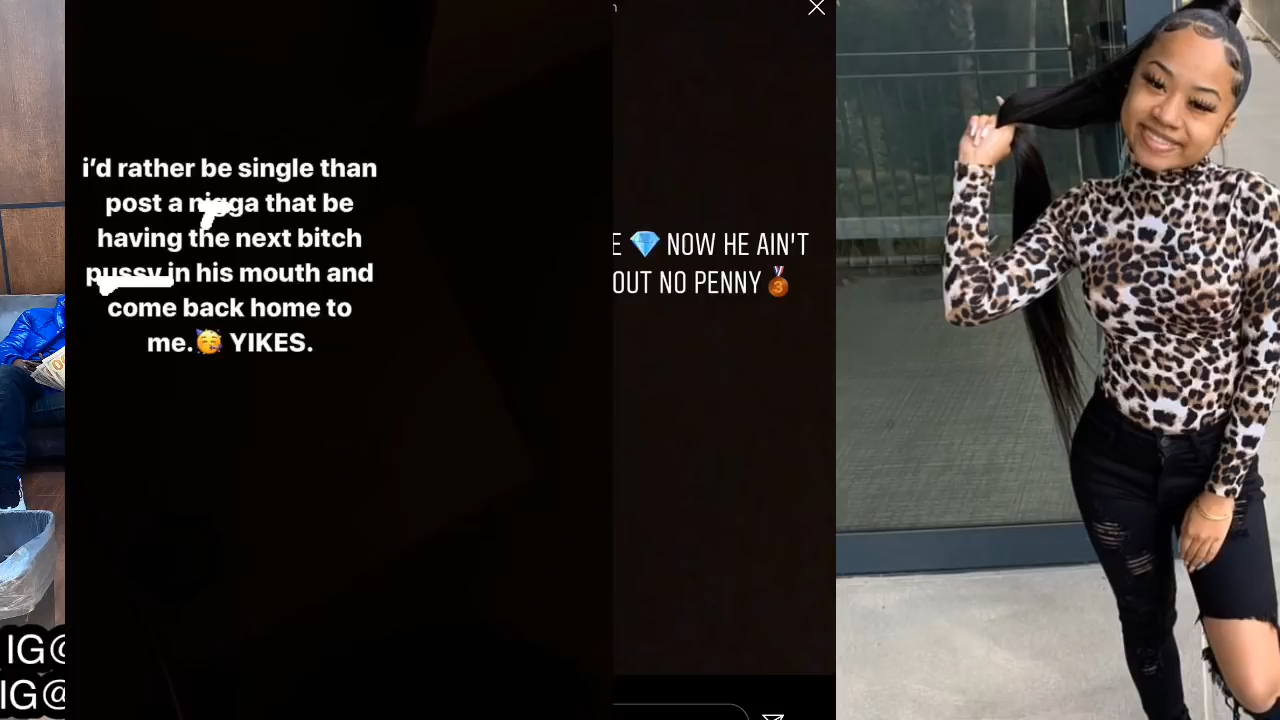 i'd rather be single than
post a nigga that be
having the next bitch
pussy in his mouth and
come back home to
me.🥳 YIKES.
E 💎 NOW HE AIN'T
OUT NO PENNY🥉
IG@
IG@